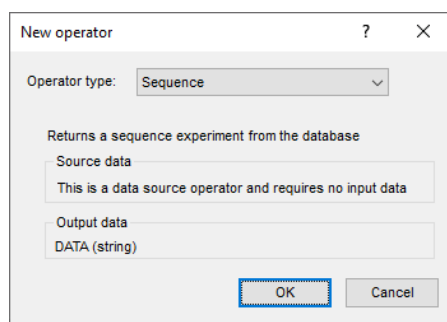 New operator ?
Operator type: Sequence
Returns a sequence experiment from the database
Source data
This is a data source operator and requires no input data
Output data
DATA (string)
OK Cancel